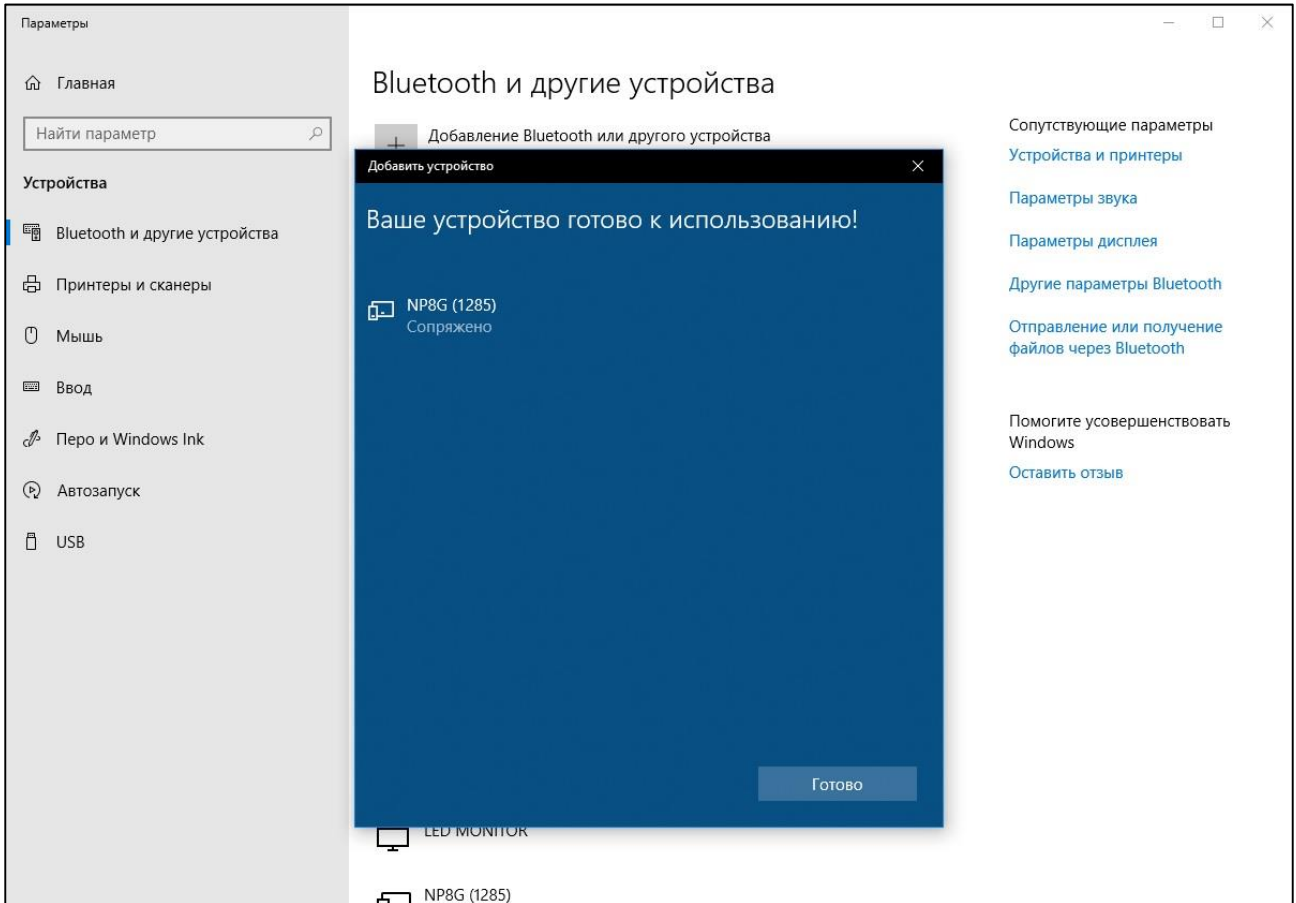 Параметры
Главная
Найти параметр
Устройства
Bluetooth и другие устройства
Принтеры и сканеры
Мышь
Ввод
Перо и Windows Ink
Автозапуск
USB
Bluetooth и другие устройства
Добавление Bluetooth или другого устройства
Добавить устройство
Ваше устройство готово к использованию!
NP8G (1285)
Сопряжено
Готово
LED MONITOR
NP8G (1285)
Сопутствующие параметры
Устройства и принтеры
Параметры звука
Параметры дисплея
Другие параметры Bluetooth
Отправление или получение
файлов через Bluetooth
Помогите усовершенствовать
Windows
Оставить отзыв